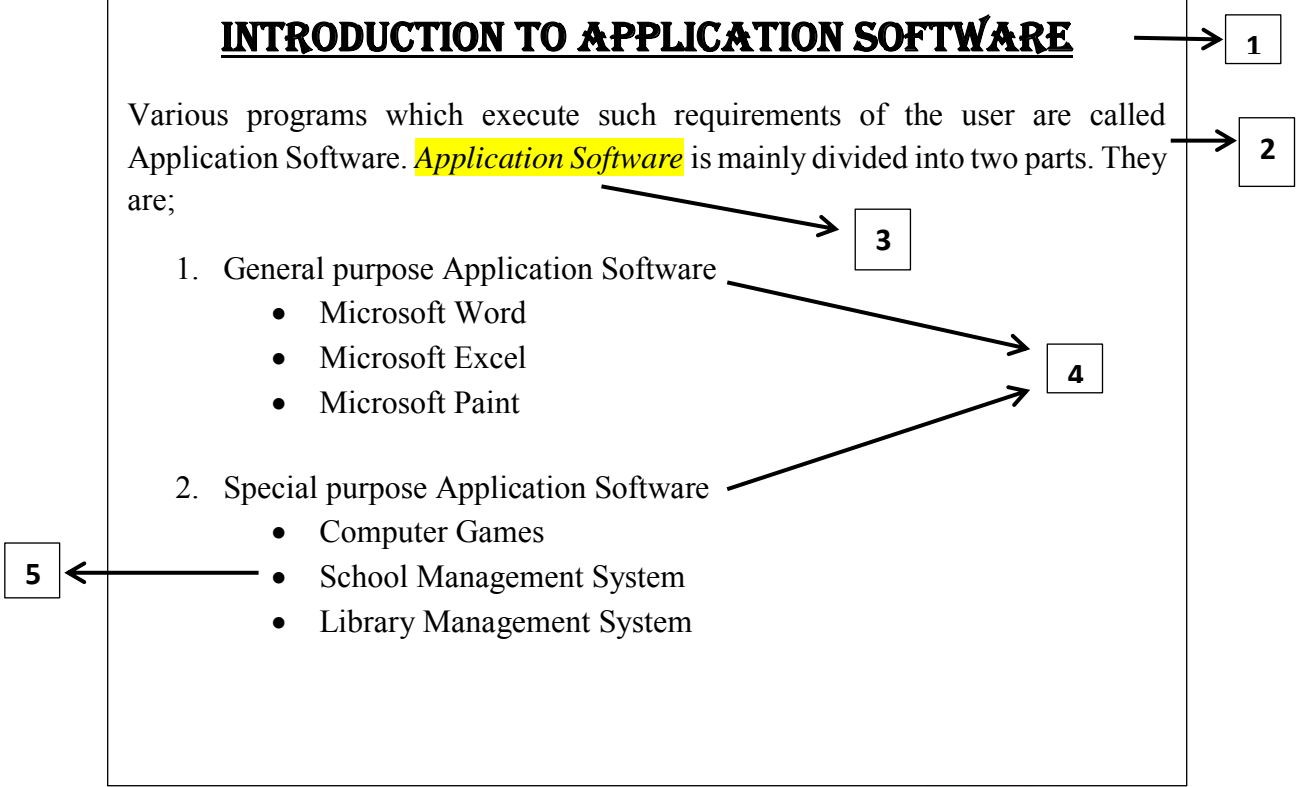 INTRODUCTION TO APPLICATION SOFTWARE
1
Various programs which execute such requirements of the user are called
Application Software. Application Software is mainly divided into two parts. They
2
are;
3
1. General purpose Application Software
• Microsoft Word
• Microsoft Excel
4
• Microsoft Paint
2. Special purpose Application Software
• Computer Games
5
• School Management System
• Library Management System